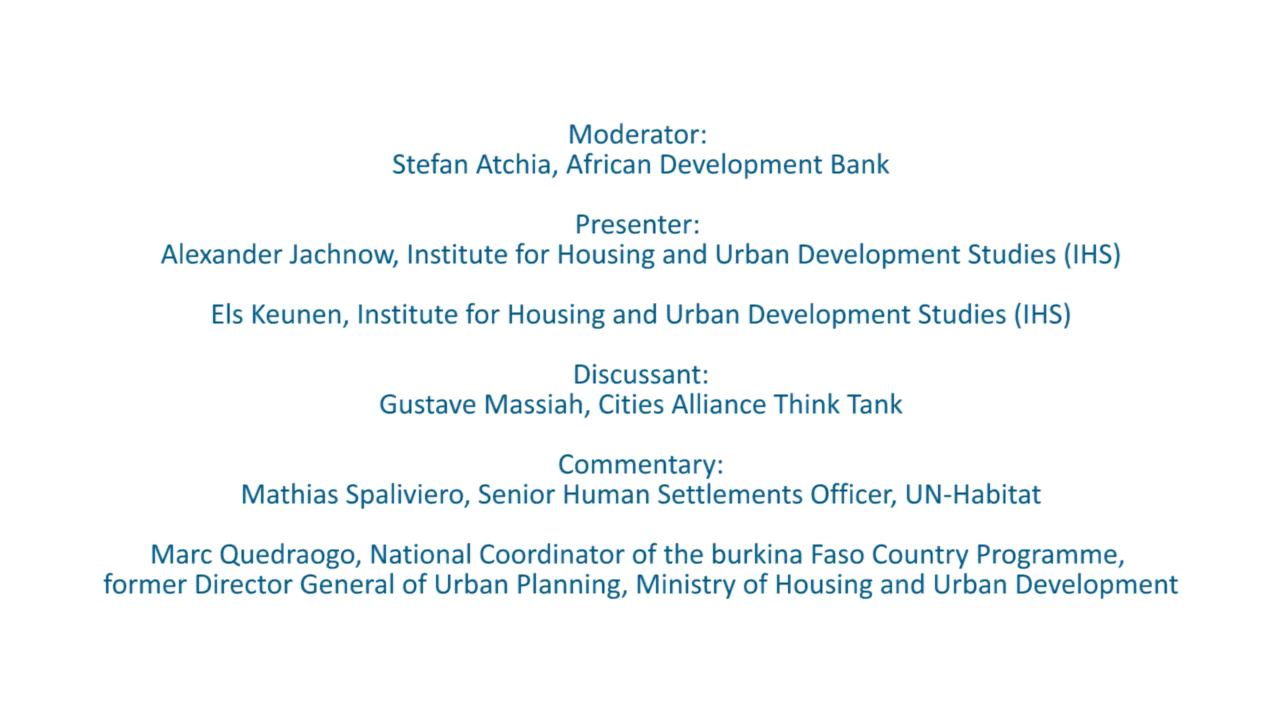 Moderator:
Stefan Atchia, African Development Bank
Presenter:
Alexander Jachnow, Institute for Housing and Urban Development Studies (IHS)
Els Keunen, Institute for Housing and Urban Development Studies (IHS)
Discussant:
Gustave Massiah, Cities Alliance Think Tank
Commentary:
Mathias Spaliviero, Senior Human Settlements Officer, UN-Habitat
Marc Quedraogo, National Coordinator of the burkina Faso Country Programme,
former Director General of Urban Planning, Ministry of Housing and Urban Development